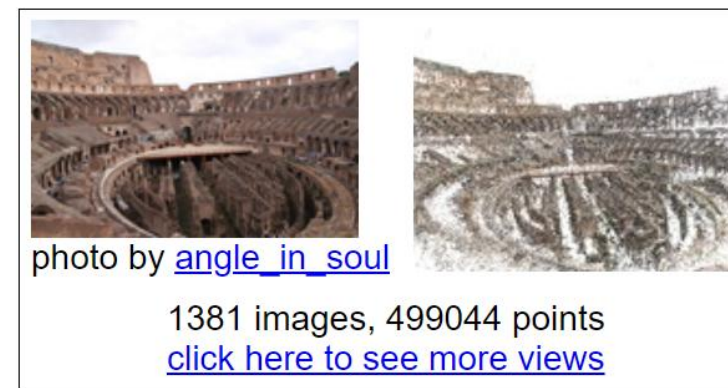 photo by angle_in_soul
1381 images, 499044 points
click here to see more views